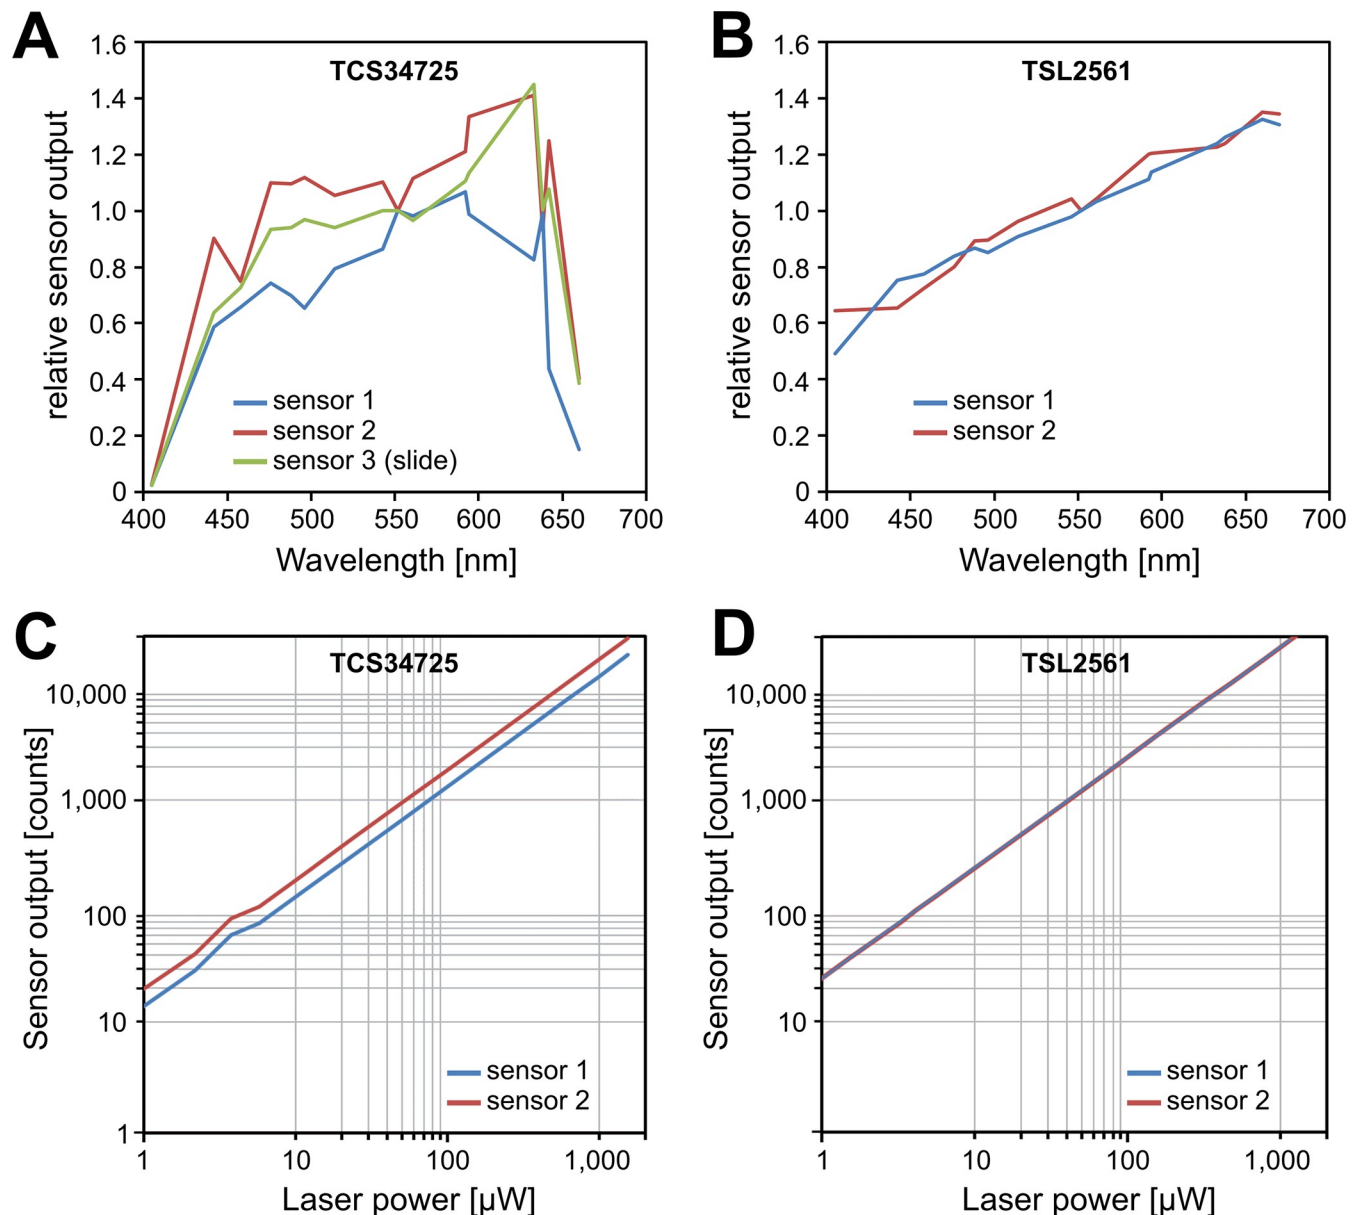 A
TCS34725
relative sensor output
1.6
1.4
1.2
1.0
0.8
0.6
0.4
0.2
0
sensor 1
sensor 2
sensor 3 (slide)
400 450 500 550 600 650 700
Wavelength [nm]
B
TSL2561
relative sensor output
1.6
1.4
1.2
1.0
0.8
0.6
0.4
0.2
0
sensor 1
sensor 2
400 450 500 550 600 650 700
Wavelength [nm]
C
TCS34725
Sensor output [counts]
10,000
1,000
100
10
1
sensor 1
sensor 2
1 10 100 1,000
Laser power [µW]
D
TSL2561
Sensor output [counts]
10,000
1,000
100
10
sensor 1
sensor 2
1 10 100 1,000
Laser power [µW]